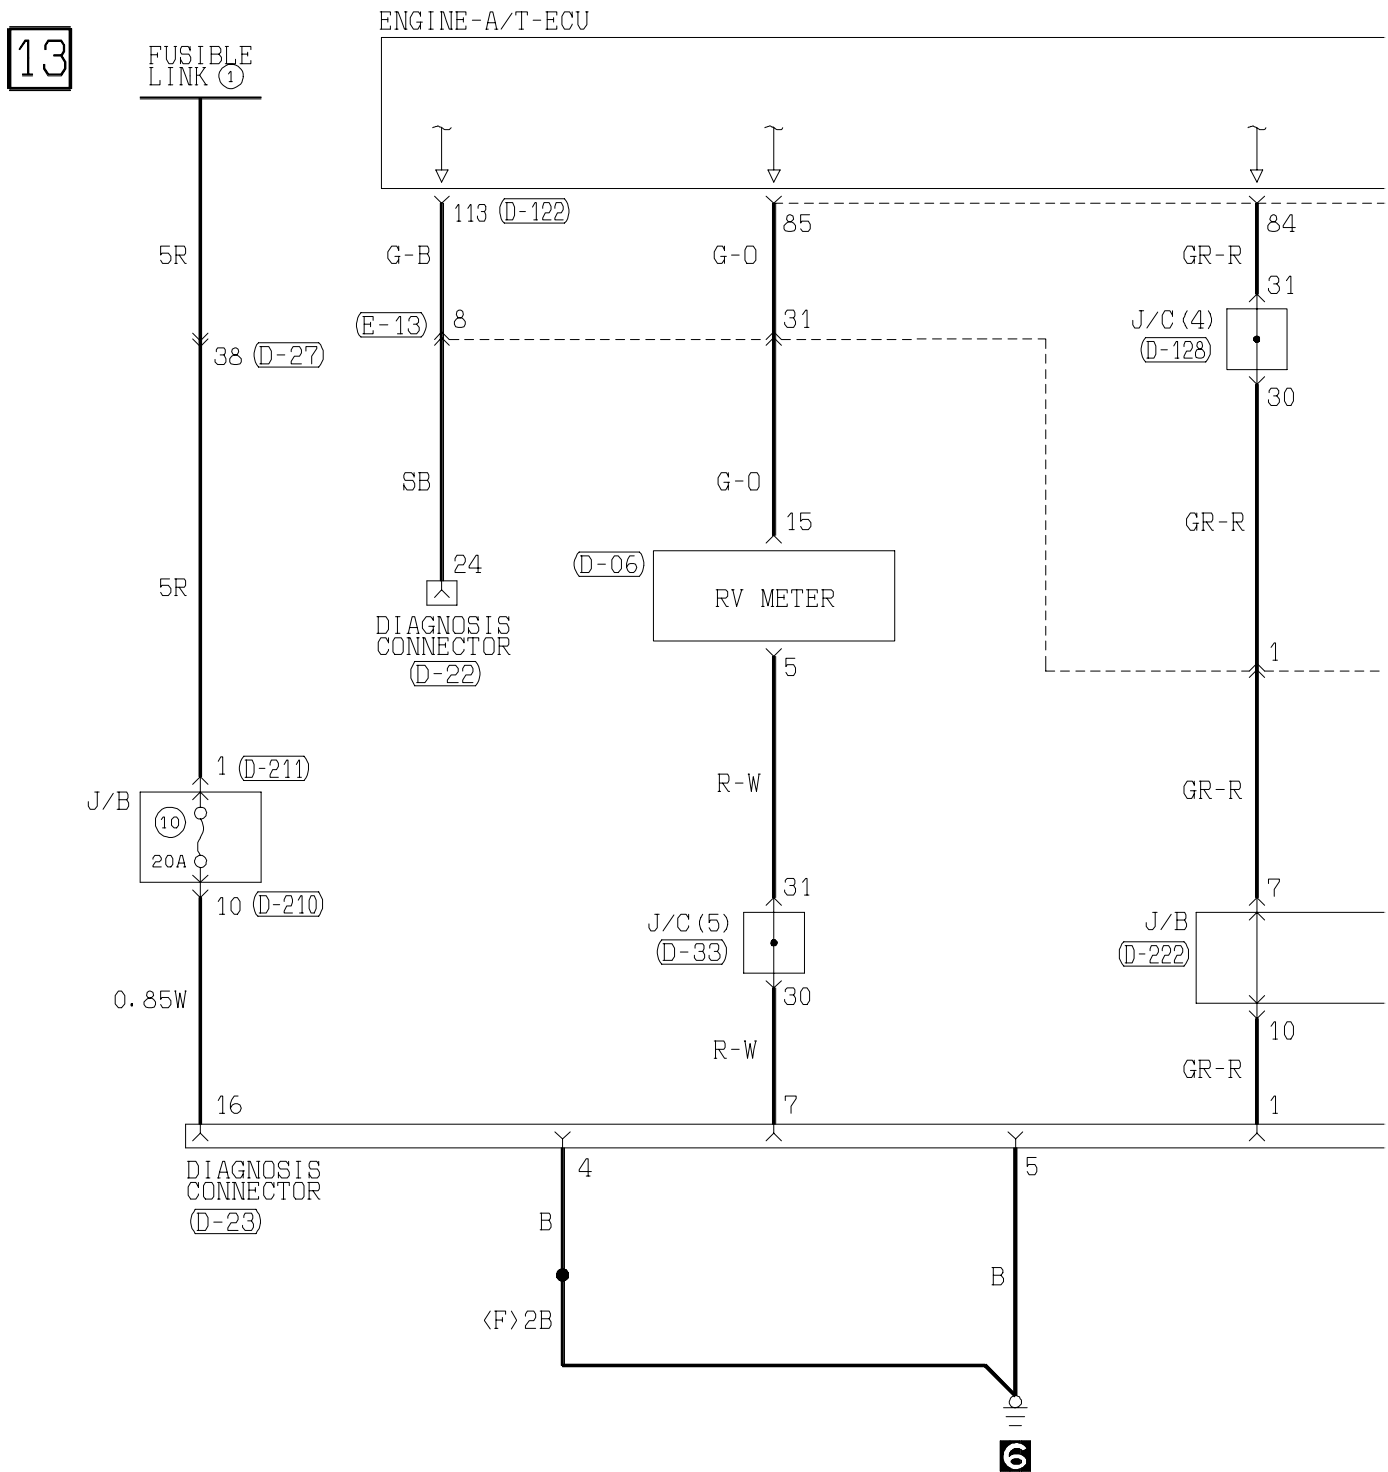 13
ENGINE-A/T-ECU
FUSIBLE
LINK ①
113 (D-122)
85
84
5R
G-B
G-O
GR-R
31
(E-13) 8
31
J/C(4)
(D-128)
38 (D-27)
30
SB
G-O
GR-R
15
24
(D-06)
RV METER
5R
DIAGNOSIS
CONNECTOR
(D-22)
5
1
1 (D-211)
J/B
⑩
20A
R-W
GR-R
10 (D-210)
31
7
J/C(5)
(D-33)
J/B
(D-222)
0.85W
30
10
R-W
GR-R
16
7
1
DIAGNOSIS
CONNECTOR
(D-23)
4
5
B
B
<F>2B
6